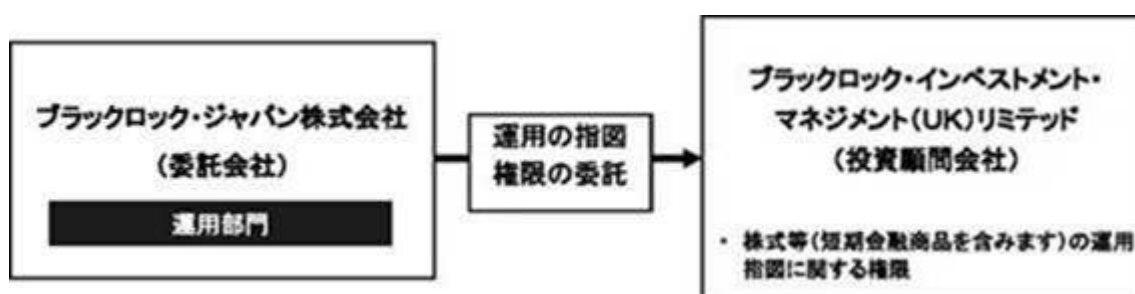 ブラックロック・ジャパン株式会社
(委託会社)
運用部門
運用の指図
権限の委託
ブラックロック・インベストメント・
マネジメント(UK)リミテッド
(投資顧問会社)
・ 株式等(短期金融商品を含みます)の運用
指図に関する権限